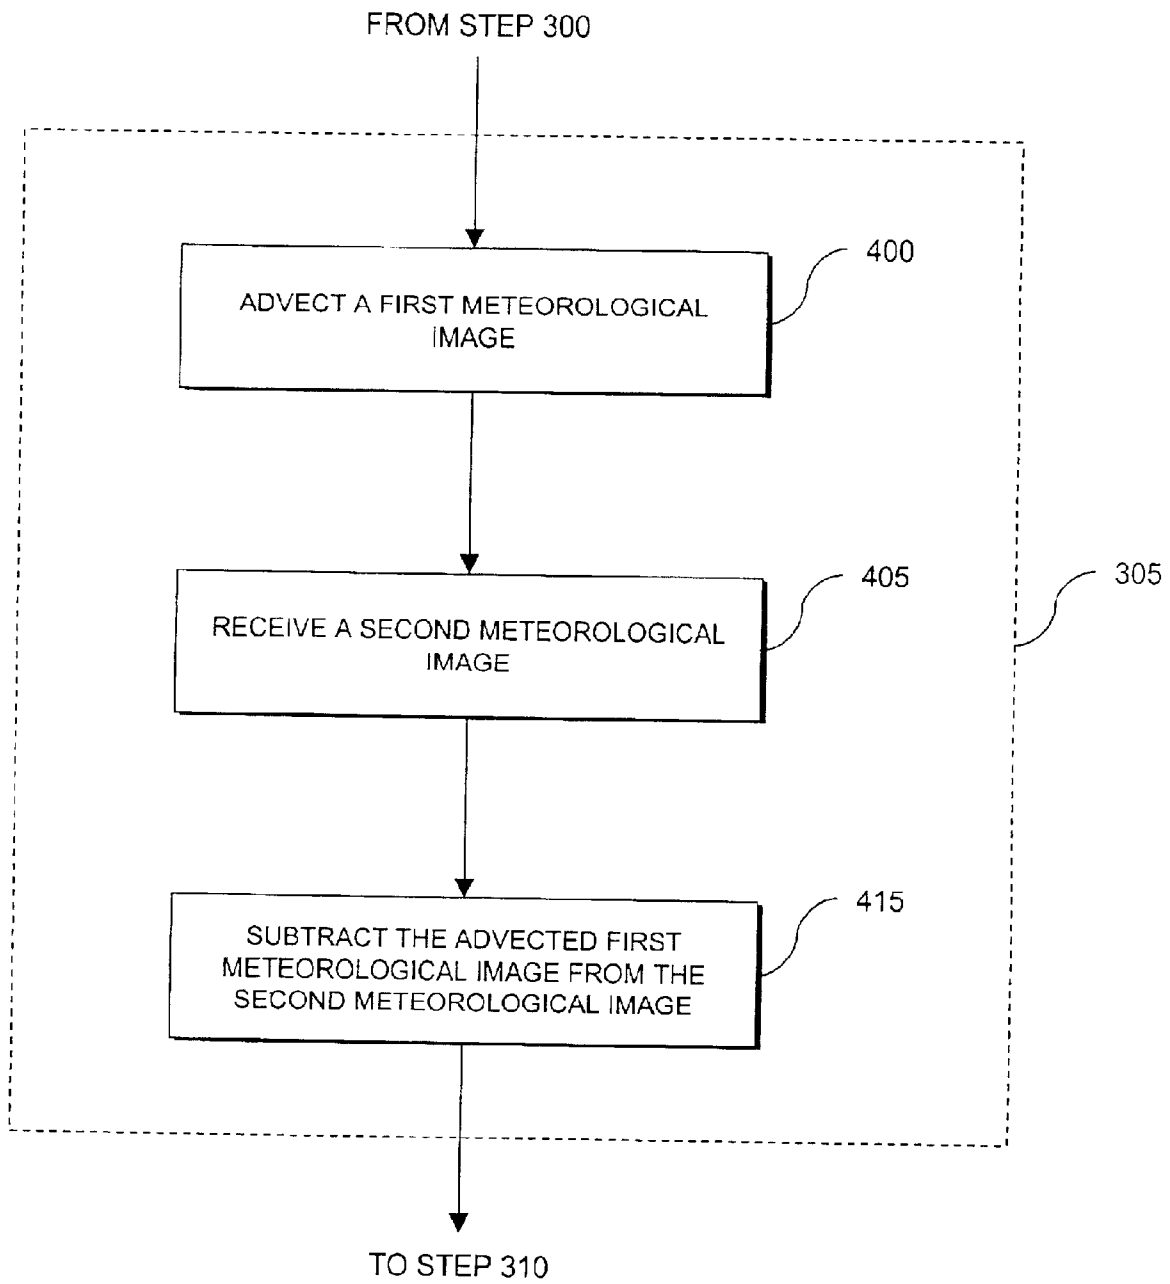 FROM STEP 300
400
ADVECT A FIRST METEOROLOGICAL
IMAGE
405
305
RECEIVE A SECOND METEOROLOGICAL
IMAGE
415
SUBTRACT THE ADVECTED FIRST
METEOROLOGICAL IMAGE FROM THE
SECOND METEOROLOGICAL IMAGE
TO STEP 310